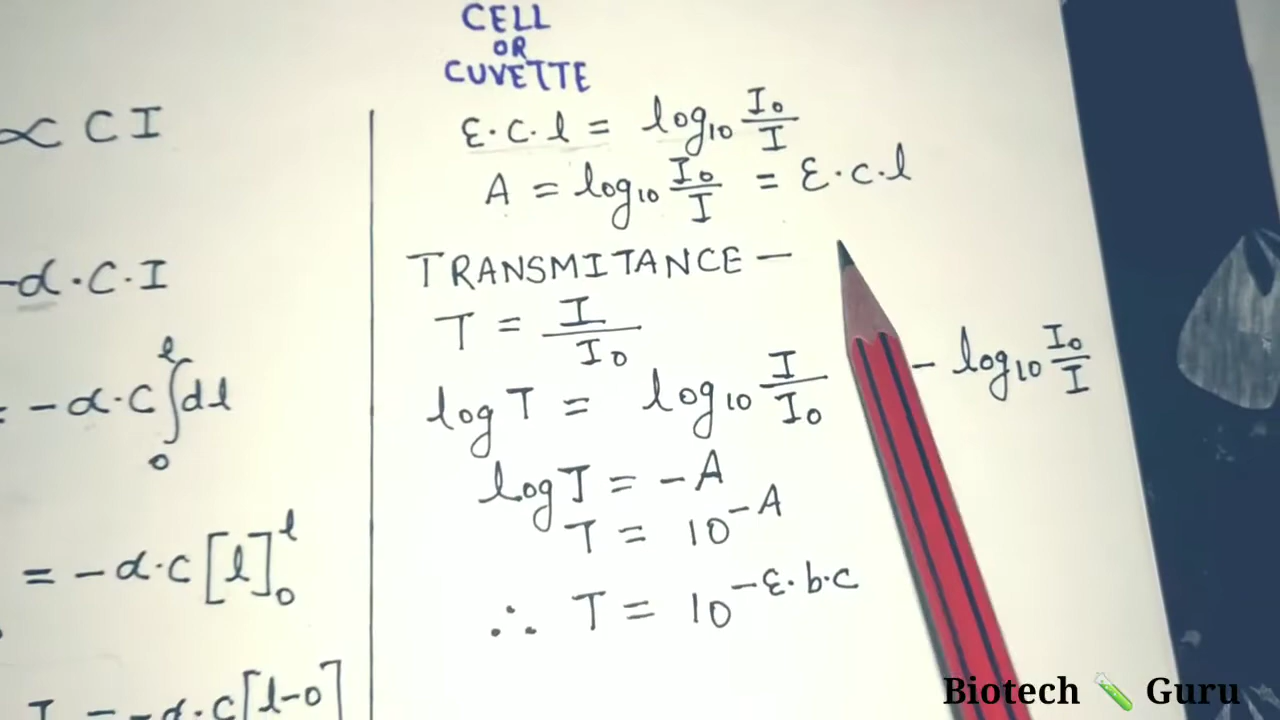 CELL
OR
CUVETTE
∝ C I
-α·C·I
= -α·C ∫₀ˡ dl
= -α·C [l]₀ˡ
I = -α·C[l-0]
ε·C·l = log₁₀ I₀/I
A = log₁₀ I₀/I = ε·C·l
TRANSMITANCE –
T = I/I₀
log T = log₁₀ I/I₀ - log₁₀ I₀/I
log T = -A
T = 10^-A
∴ T = 10^-ε·b·c
Biotech Guru